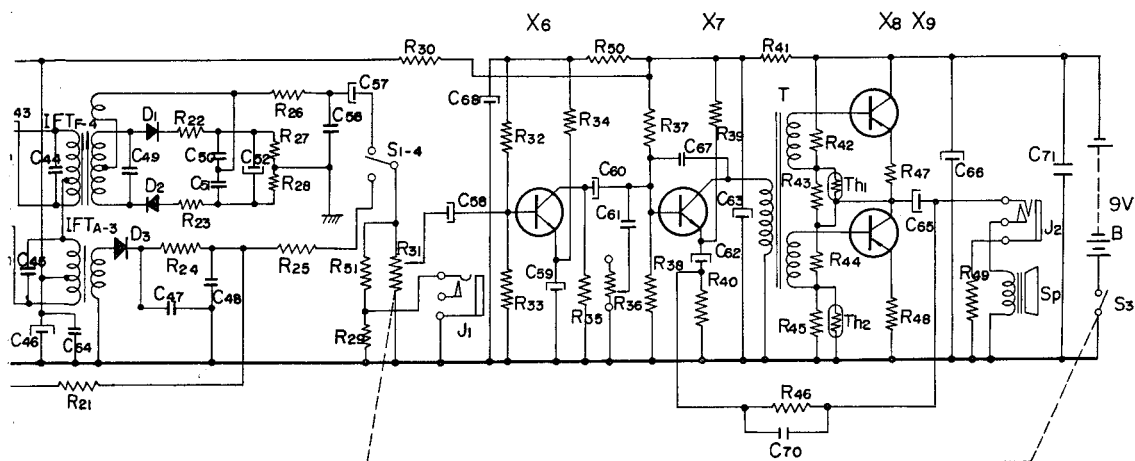 X6 X7 X8 X9
R30 R50 R41
C57
43 IFTF-4 D1 R22 R26 C68 R34 R37 R39 T
C56
R32 R42
C44 C49 C50 C52 R27 S1-4 C67 R47 C66 C71
C51 R28 C60 R43 Th1
D2 R23 C58 C61 C63 C65 9V
IFTA-3 D3 C62 J2 B
C45 R24 R25 R51 R31 R38 R44 R49
C59 R36 R40 Sp
C47 C48 R33 R35 R45 Th2 R48 S3
C46 C64 R29 J1
R21 R46
C70